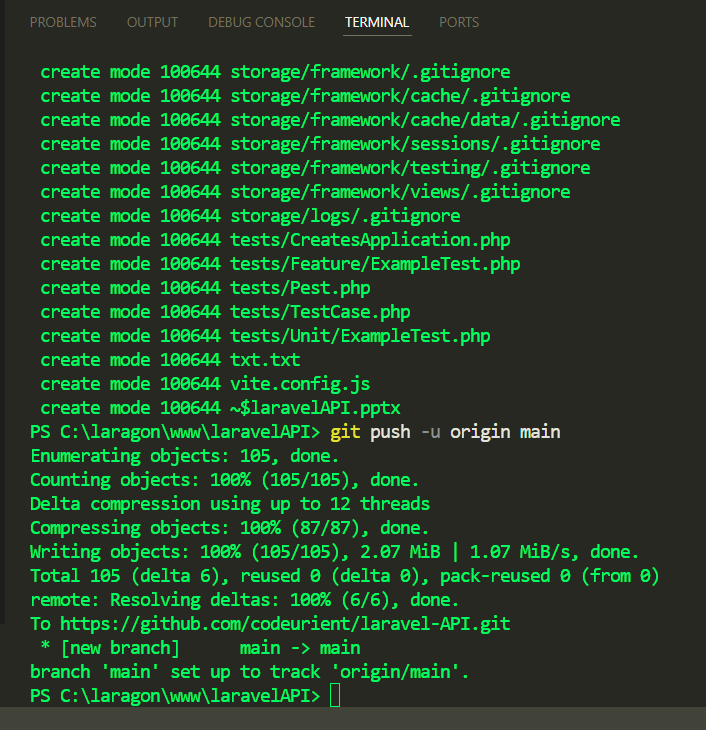 PROBLEMS OUTPUT DEBUG CONSOLE TERMINAL PORTS
create mode 100644 storage/framework/.gitignore
create mode 100644 storage/framework/cache/.gitignore
create mode 100644 storage/framework/cache/data/.gitignore
create mode 100644 storage/framework/sessions/.gitignore
create mode 100644 storage/framework/testing/.gitignore
create mode 100644 storage/framework/views/.gitignore
create mode 100644 storage/logs/.gitignore
create mode 100644 tests/CreatesApplication.php
create mode 100644 tests/Feature/ExampleTest.php
create mode 100644 tests/Pest.php
create mode 100644 tests/TestCase.php
create mode 100644 tests/Unit/ExampleTest.php
create mode 100644 txt.txt
create mode 100644 vite.config.js
create mode 100644 ~$laravelAPI.pptx
PS C:\laragon\www\laravelAPI> git push -u origin main
Enumerating objects: 105, done.
Counting objects: 100% (105/105), done.
Delta compression using up to 12 threads
Compressing objects: 100% (87/87), done.
Writing objects: 100% (105/105), 2.07 MiB | 1.07 MiB/s, done.
Total 105 (delta 6), reused 0 (delta 0), pack-reused 0 (from 0)
remote: Resolving deltas: 100% (6/6), done.
To https://github.com/codeurient/laravel-API.git
* [new branch]      main -> main
branch 'main' set up to track 'origin/main'.
PS C:\laragon\www\laravelAPI>